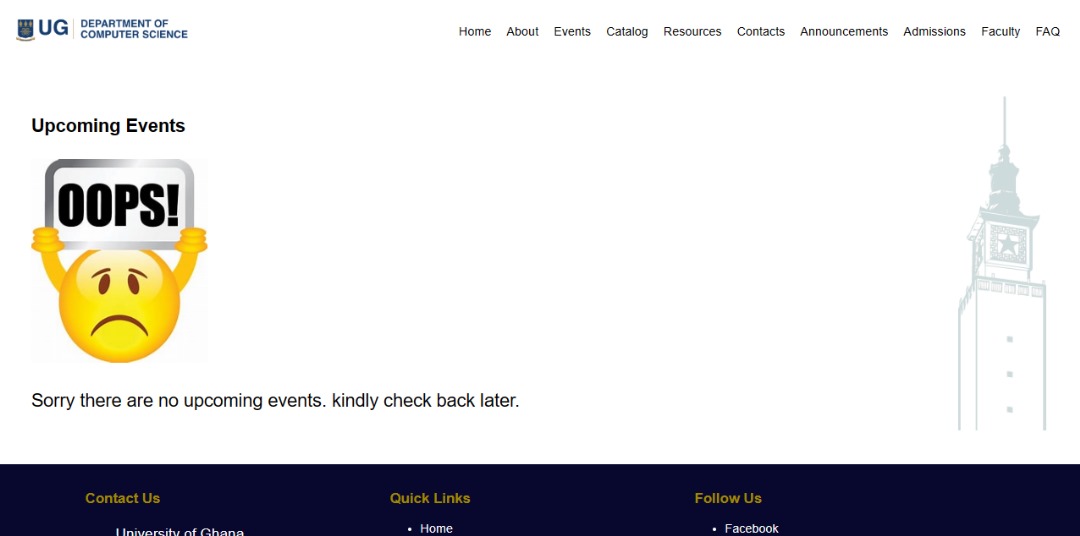 UG DEPARTMENT OF
COMPUTER SCIENCE
Home About Events Catalog Resources Contacts Announcements Admissions Faculty FAQ
Upcoming Events
OOPS!
Sorry there are no upcoming events. kindly check back later.
Contact Us Quick Links Follow Us
University of Ghana • Home • Facebook